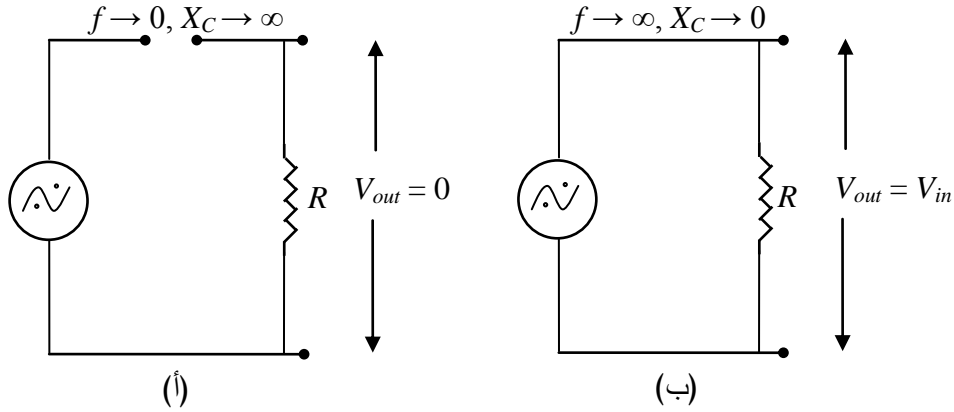 f → 0, X_C → ∞
R
V_out = 0
(أ)
f → ∞, X_C → 0
R
V_out = V_in
(ب)